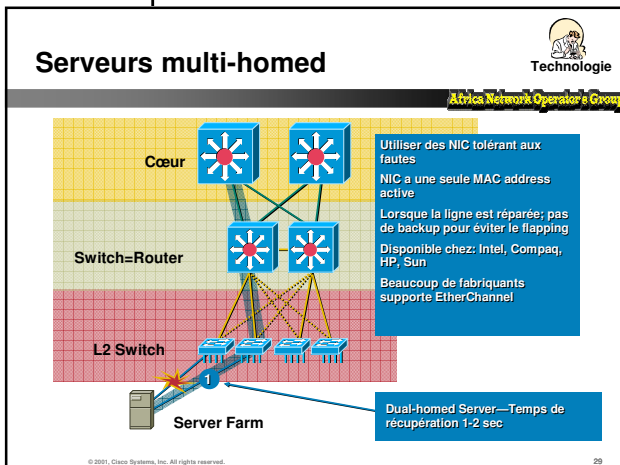 Serveurs multi-homed
Technologie
Africa Network Operator's Group
Cœur
Switch=Router
L2 Switch
Server Farm
1
Utiliser des NIC tolérant aux
fautes
NIC a une seule MAC address
active
Lorsque la ligne est réparée; pas
de backup pour éviter le flapping
Disponible chez: Intel, Compaq,
HP, Sun
Beaucoup de fabriquants
supporte EtherChannel
Dual-homed Server—Temps de
récupération 1-2 sec
© 2001, Cisco Systems, Inc. All rights reserved.
29